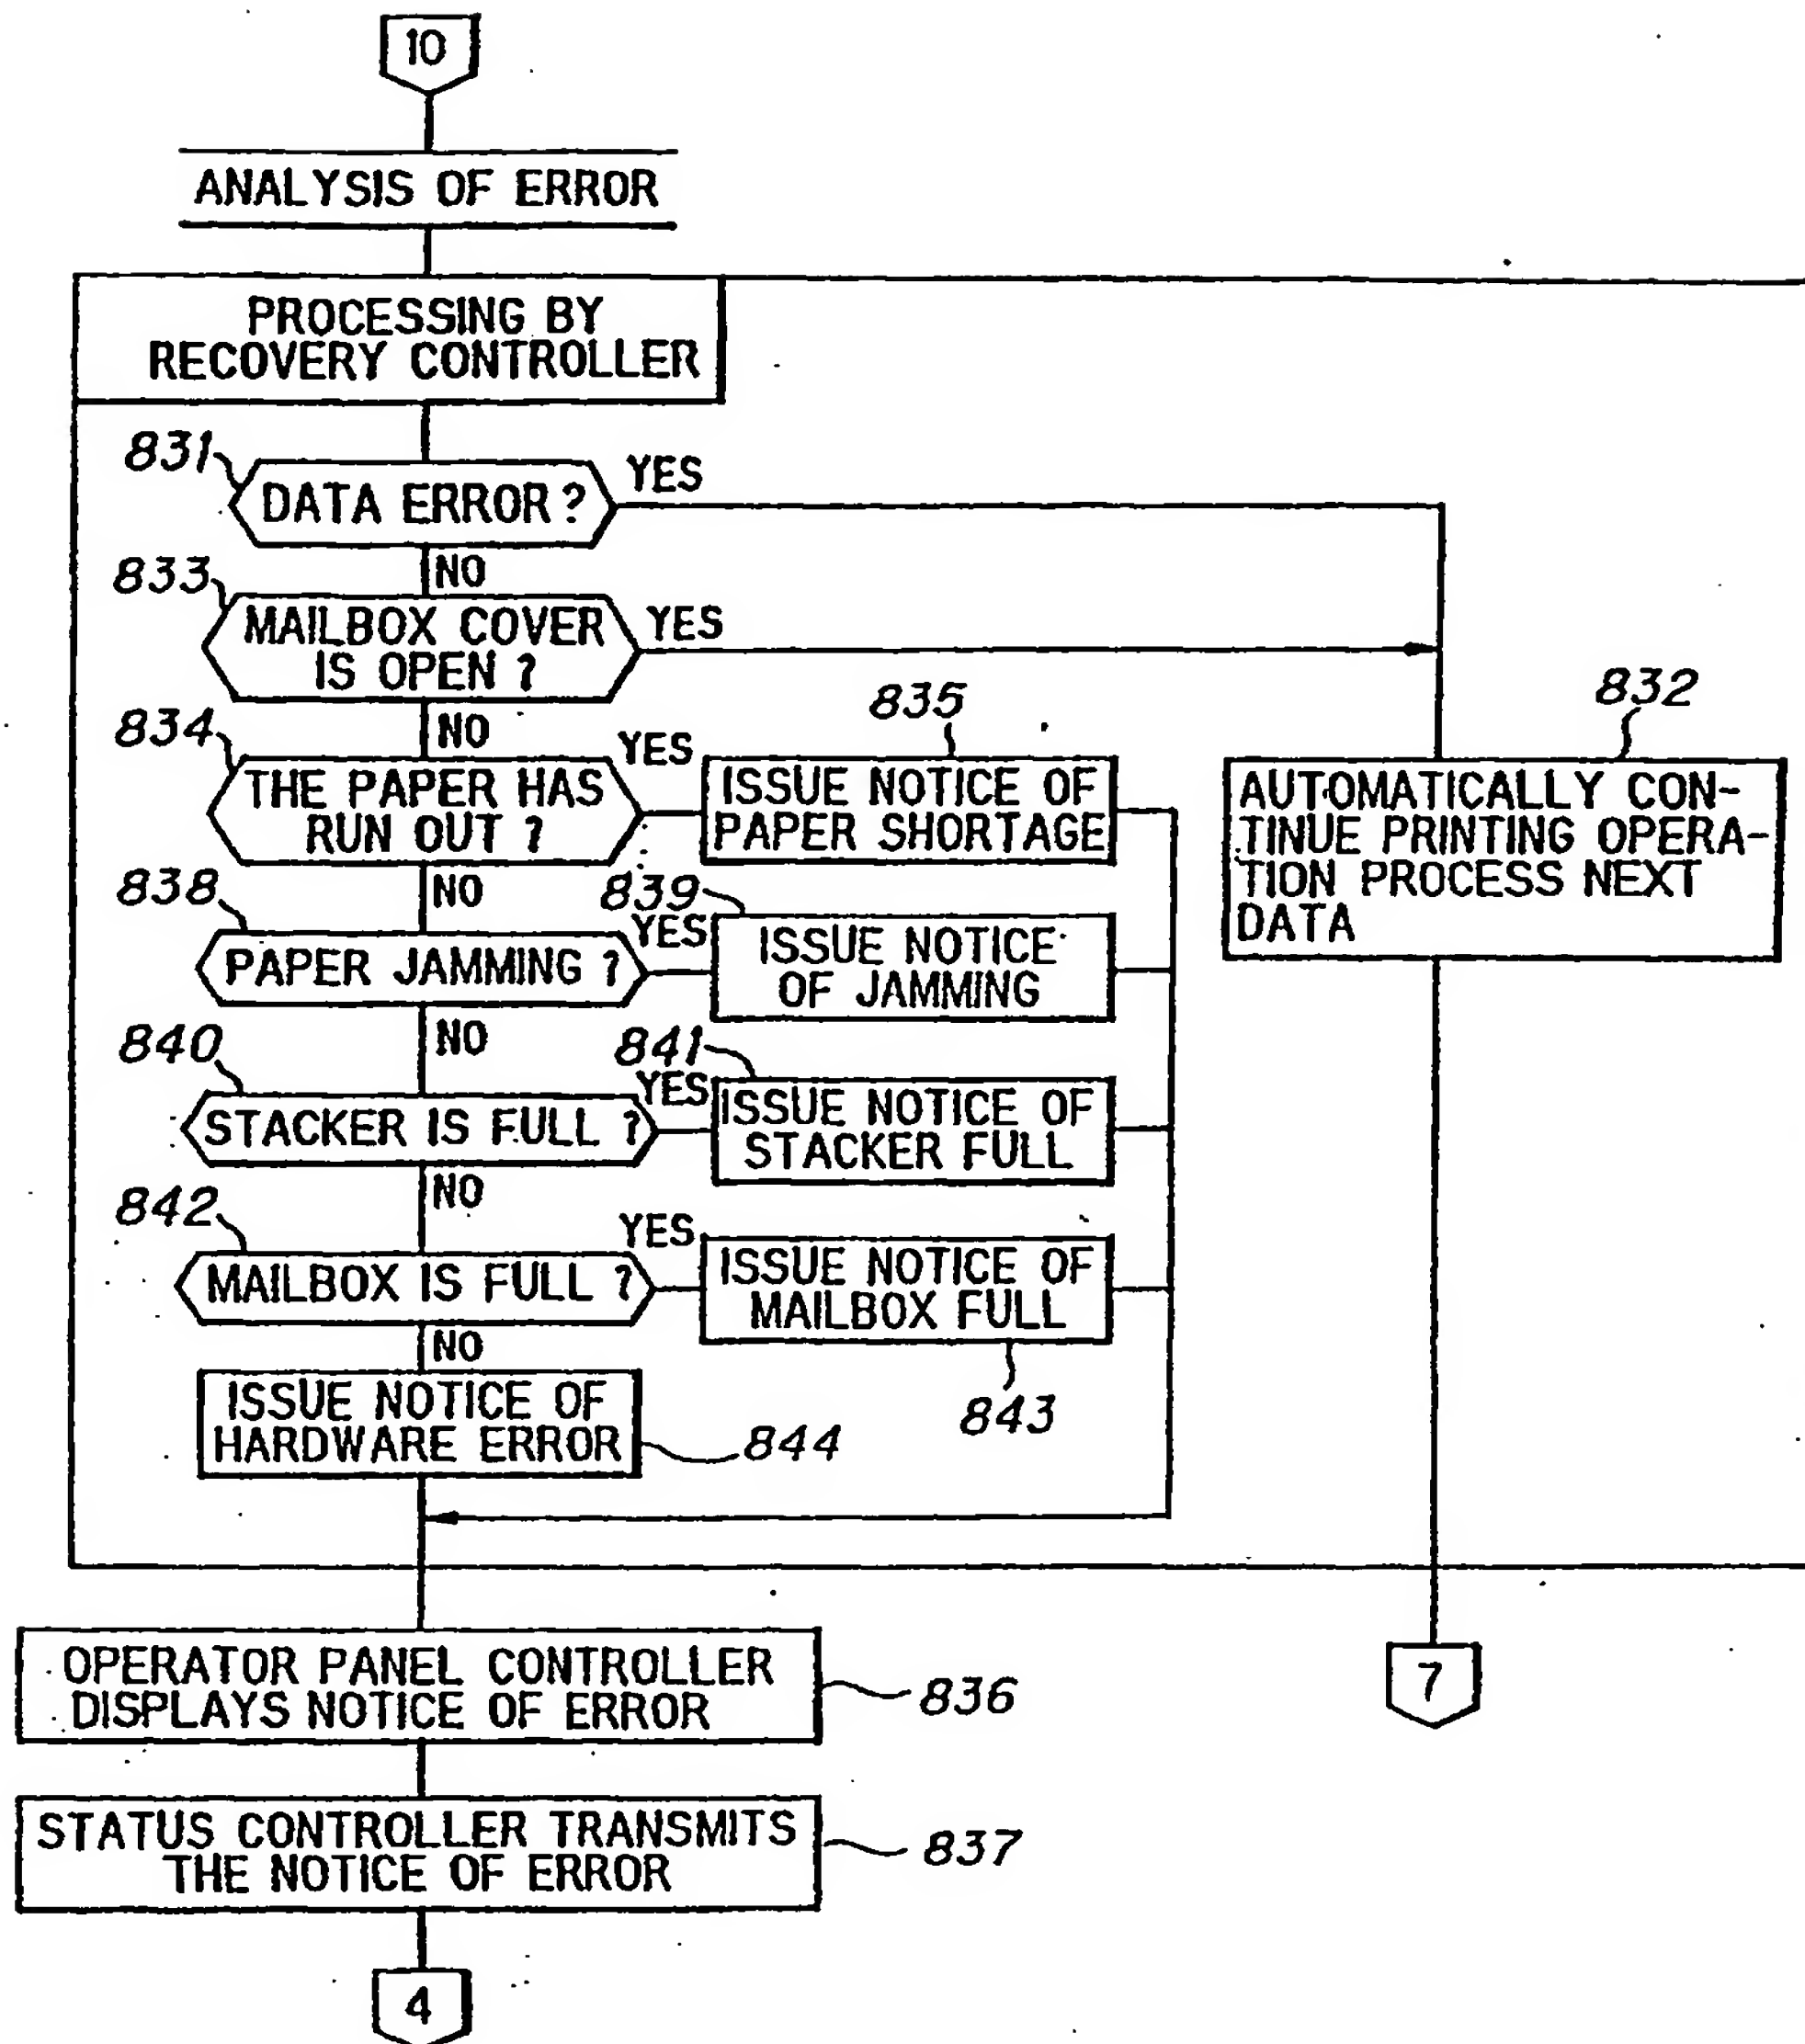 10
ANALYSIS OF ERROR
PROCESSING BY
RECOVERY CONTROLLER
831
DATA ERROR ?
YES
NO
833
MAILBOX COVER
IS OPEN ?
YES
NO
834
THE PAPER HAS
RUN OUT ?
YES
835
ISSUE NOTICE OF
PAPER SHORTAGE
832
AUTOMATICALLY CON-
TINUE PRINTING OPERA-
TION PROCESS NEXT
DATA
NO
838
PAPER JAMMING ?
YES
839
ISSUE NOTICE
OF JAMMING
NO
840
STACKER IS FULL ?
YES
841
ISSUE NOTICE OF
STACKER FULL
NO
842
MAILBOX IS FULL ?
YES
ISSUE NOTICE OF
MAILBOX FULL
843
NO
ISSUE NOTICE OF
HARDWARE ERROR
844
OPERATOR PANEL CONTROLLER
DISPLAYS NOTICE OF ERROR
836
7
STATUS CONTROLLER TRANSMITS
THE NOTICE OF ERROR
837
4